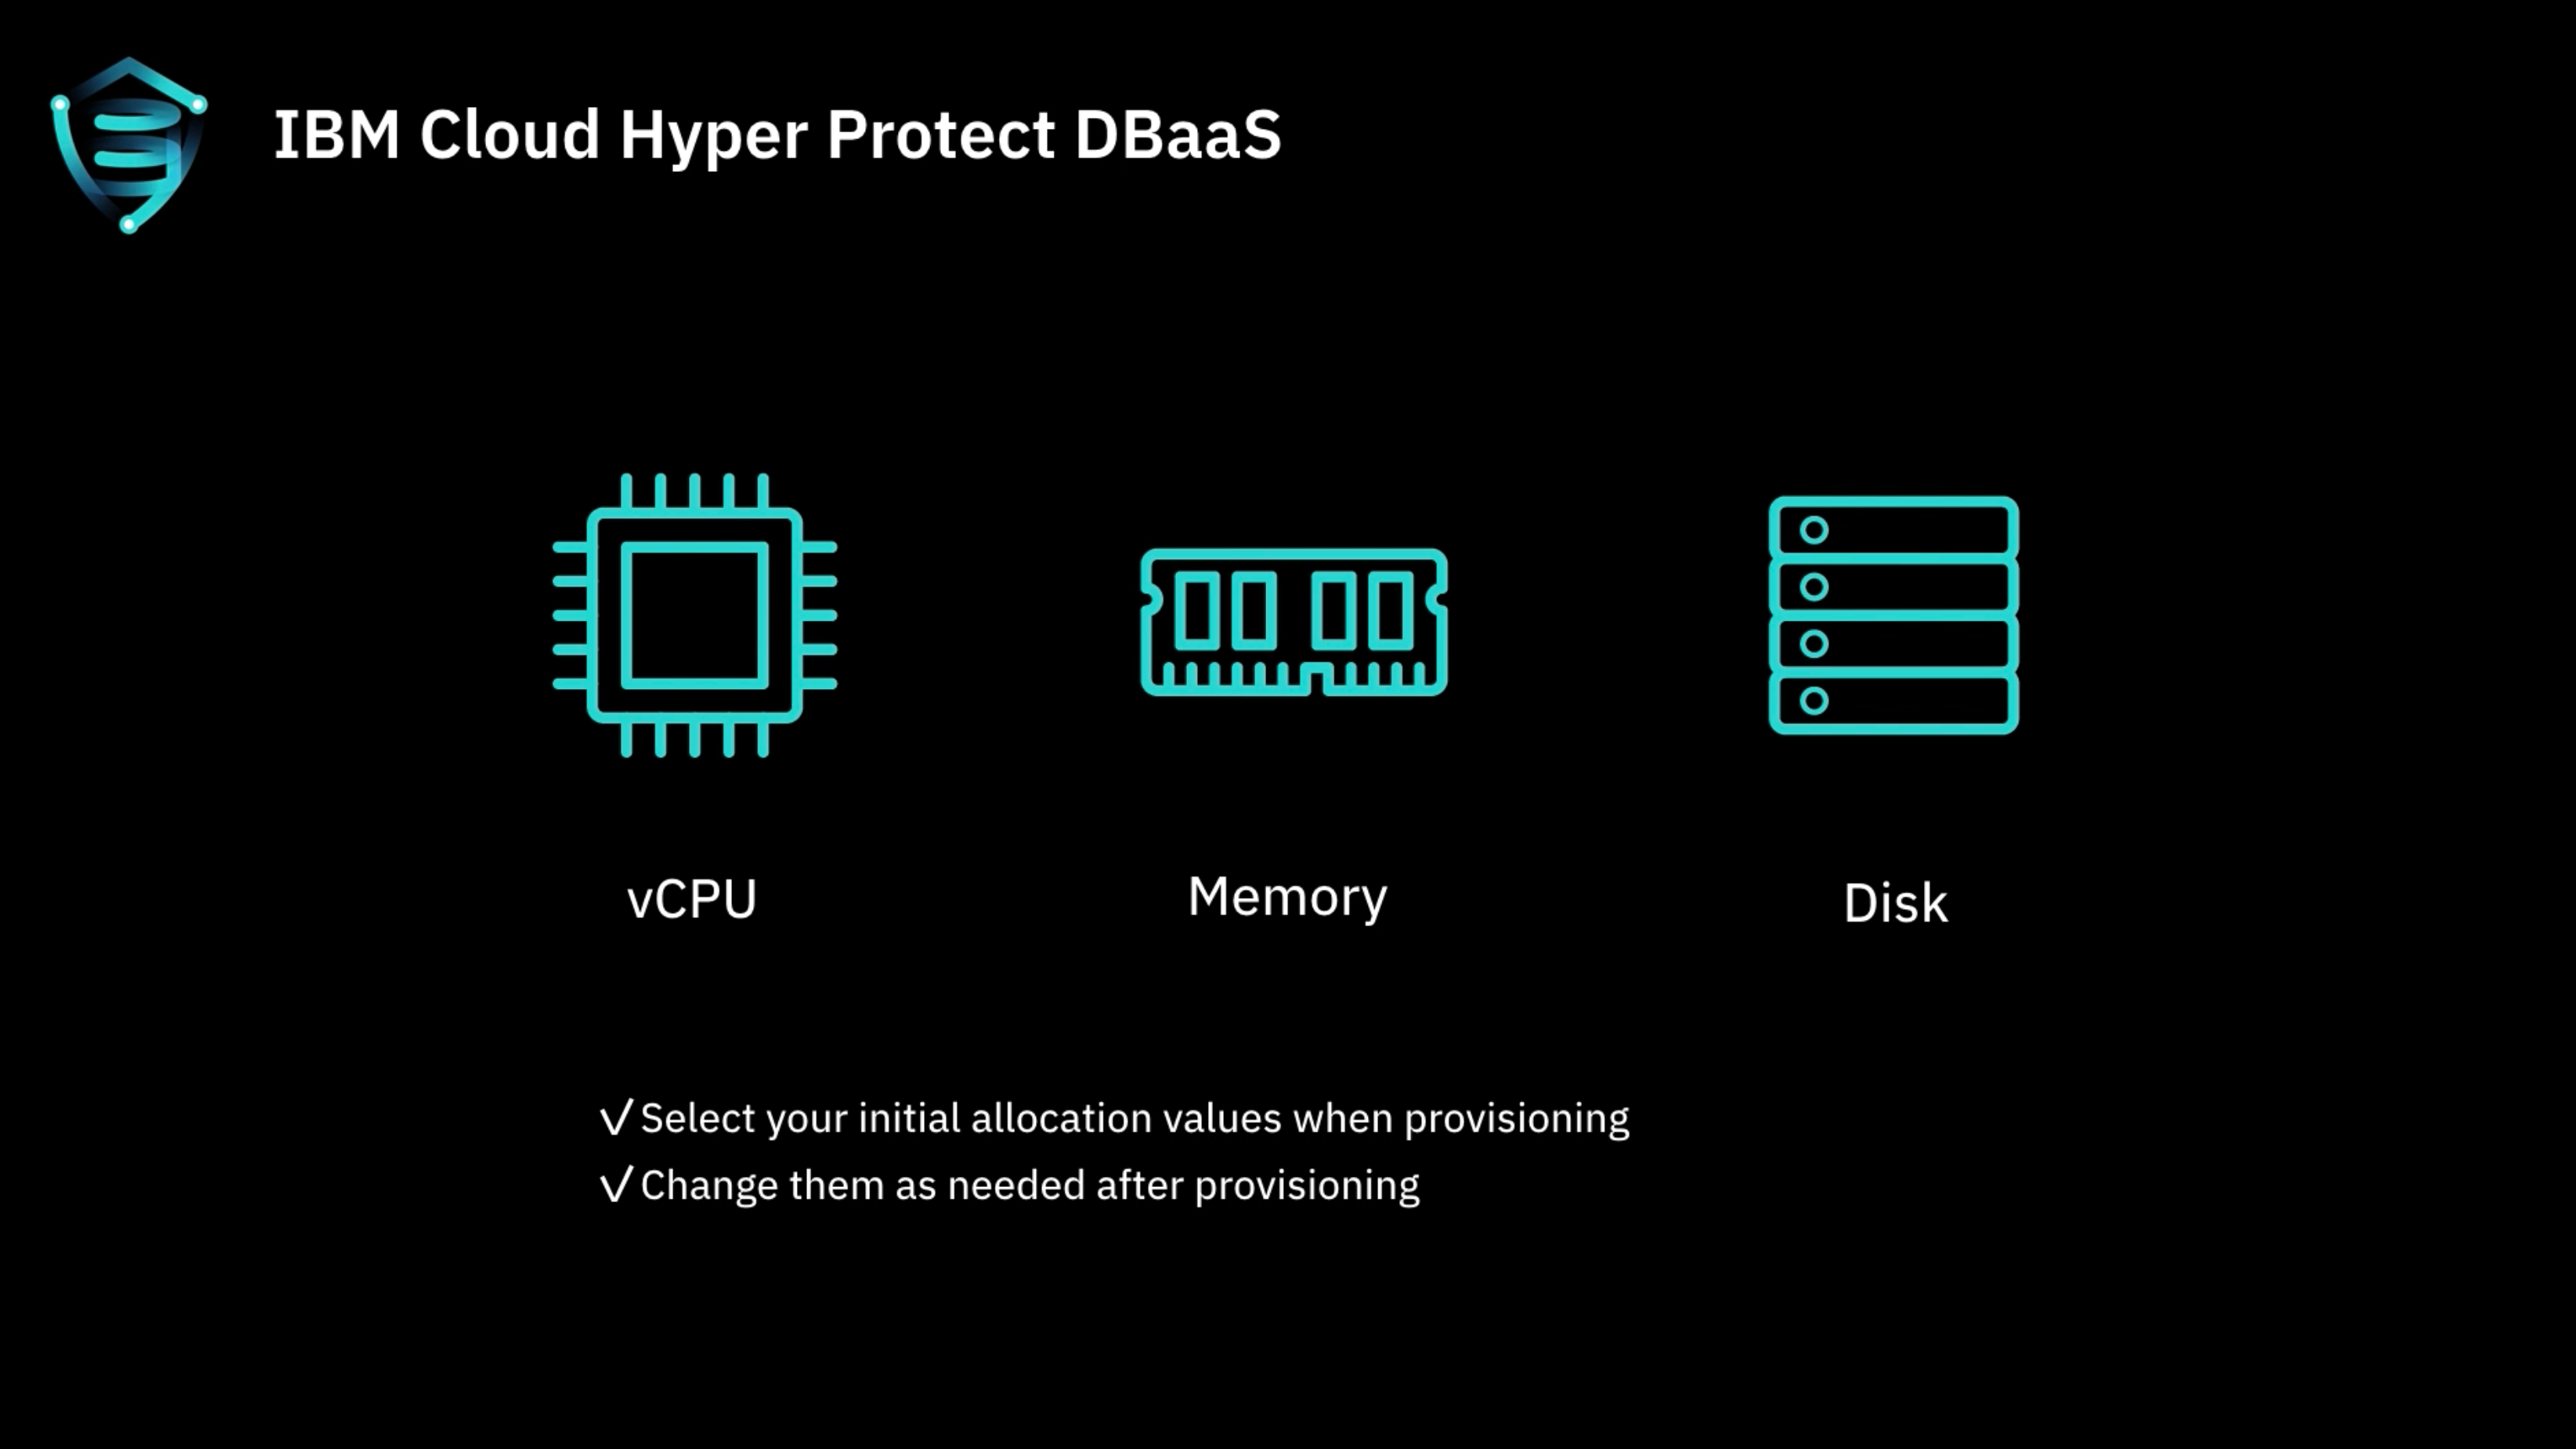 IBM Cloud Hyper Protect DBaaS
vCPU
Memory
Disk
✓ Select your initial allocation values when provisioning
✓ Change them as needed after provisioning